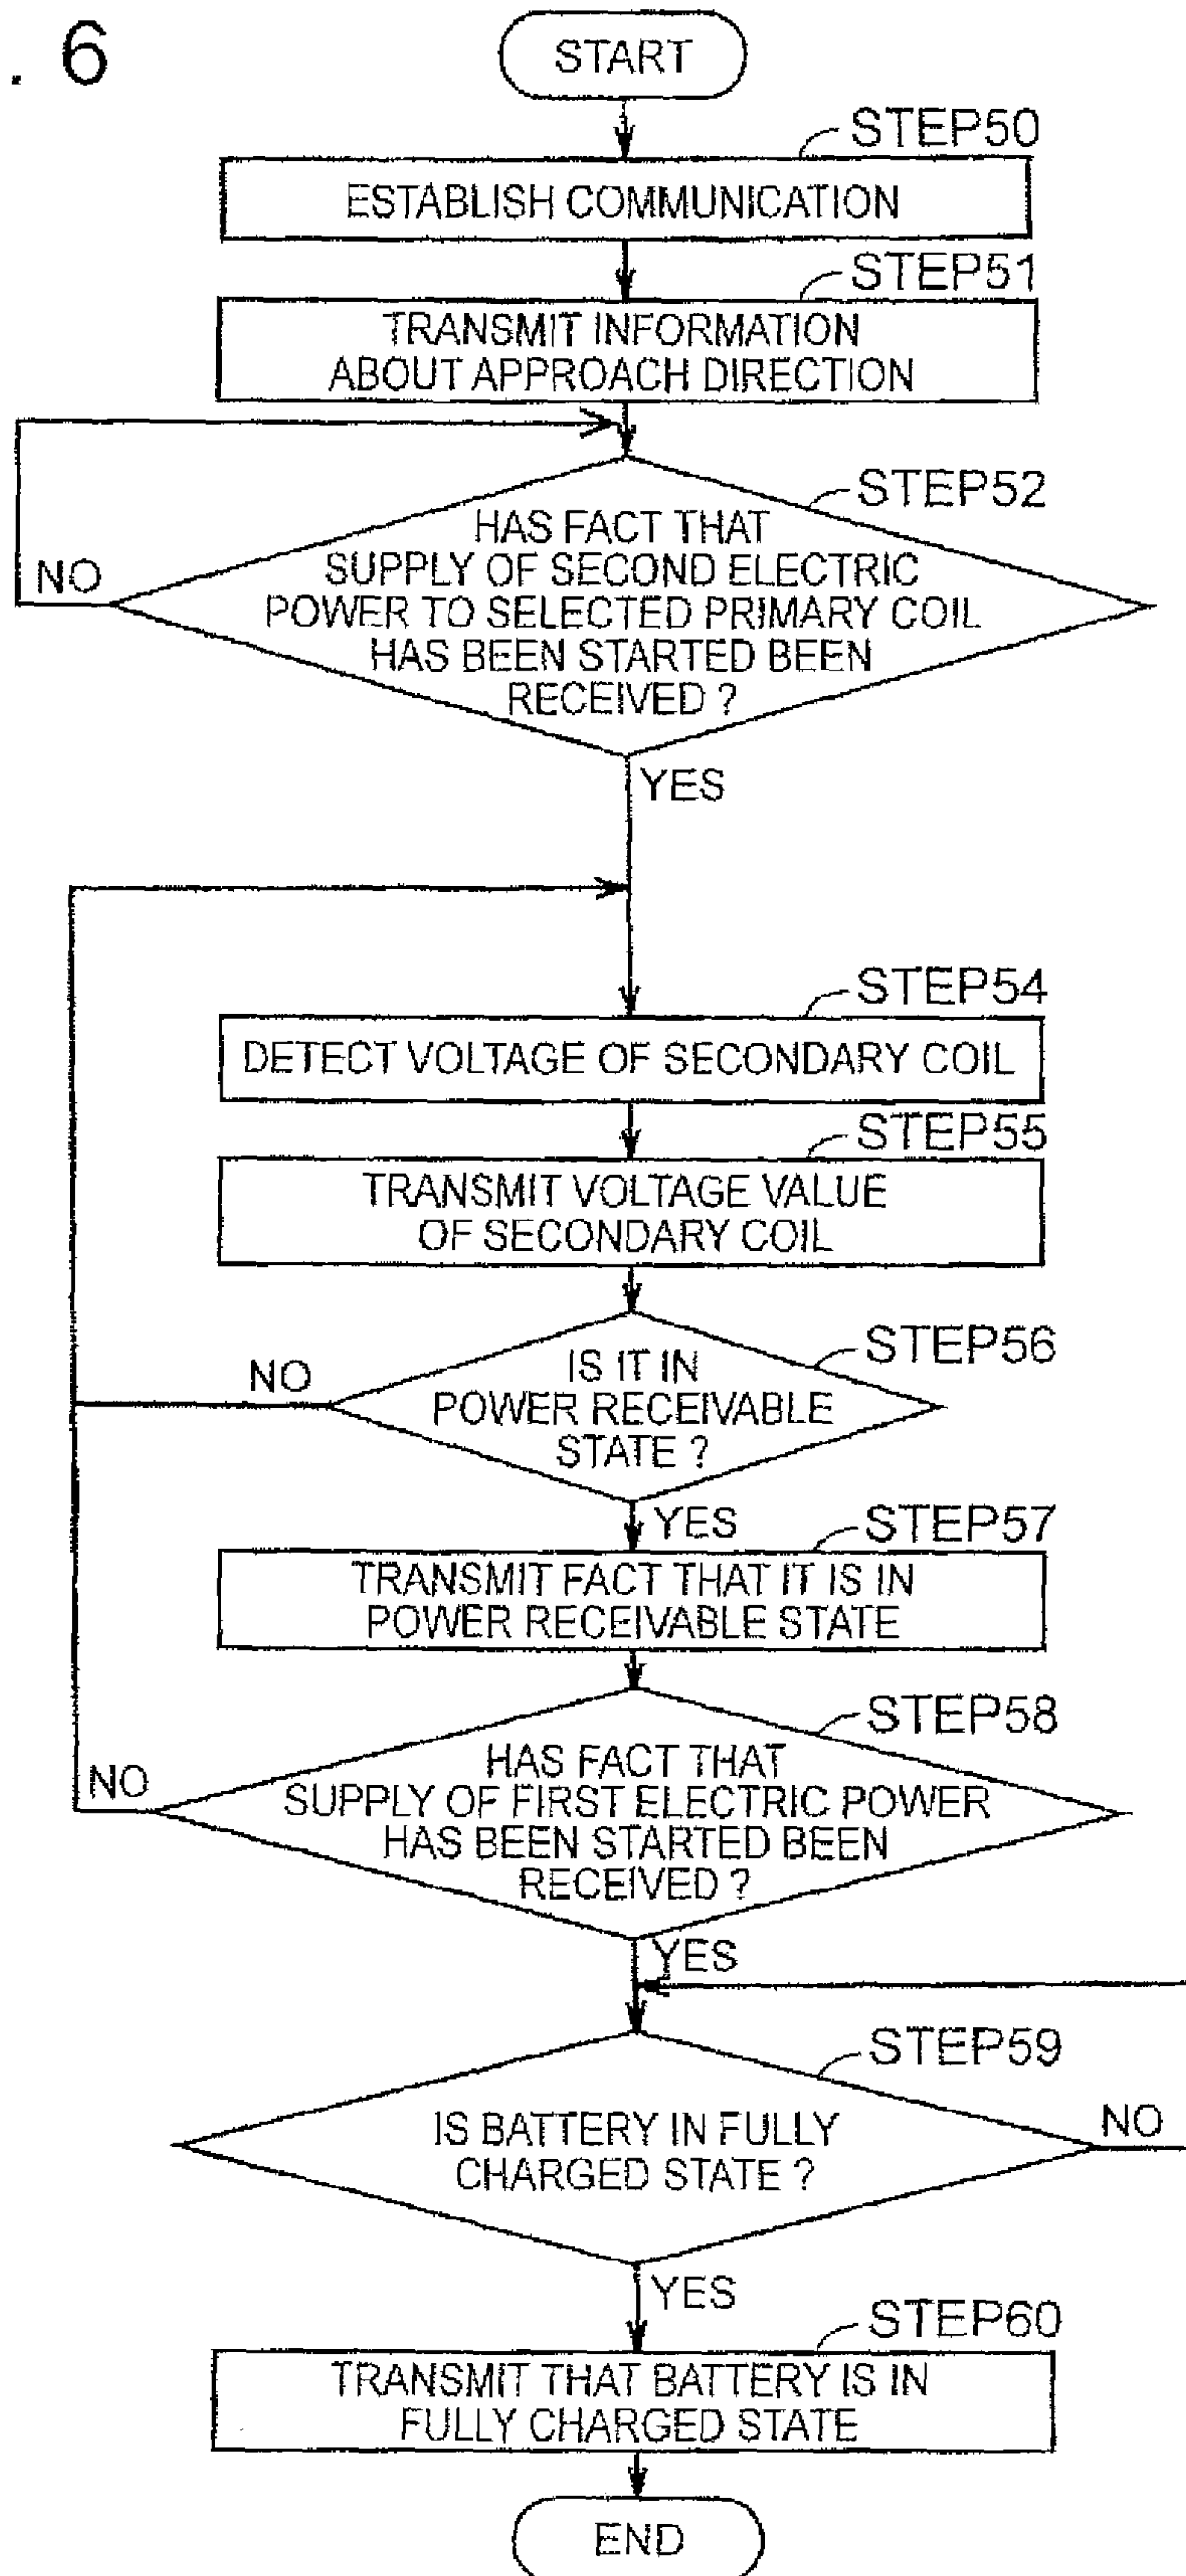 . 6
START
STEP50
ESTABLISH COMMUNICATION
STEP51
TRANSMIT INFORMATION
ABOUT APPROACH DIRECTION
STEP52
HAS FACT THAT
SUPPLY OF SECOND ELECTRIC
POWER TO SELECTED PRIMARY COIL
HAS BEEN STARTED BEEN
RECEIVED ?
NO
YES
STEP54
DETECT VOLTAGE OF SECONDARY COIL
STEP55
TRANSMIT VOLTAGE VALUE
OF SECONDARY COIL
STEP56
IS IT IN
POWER RECEIVABLE
STATE ?
NO
YES
STEP57
TRANSMIT FACT THAT IT IS IN
POWER RECEIVABLE STATE
STEP58
HAS FACT THAT
SUPPLY OF FIRST ELECTRIC POWER
HAS BEEN STARTED BEEN
RECEIVED ?
NO
YES
STEP59
IS BATTERY IN FULLY
CHARGED STATE ?
NO
YES
STEP60
TRANSMIT THAT BATTERY IS IN
FULLY CHARGED STATE
END